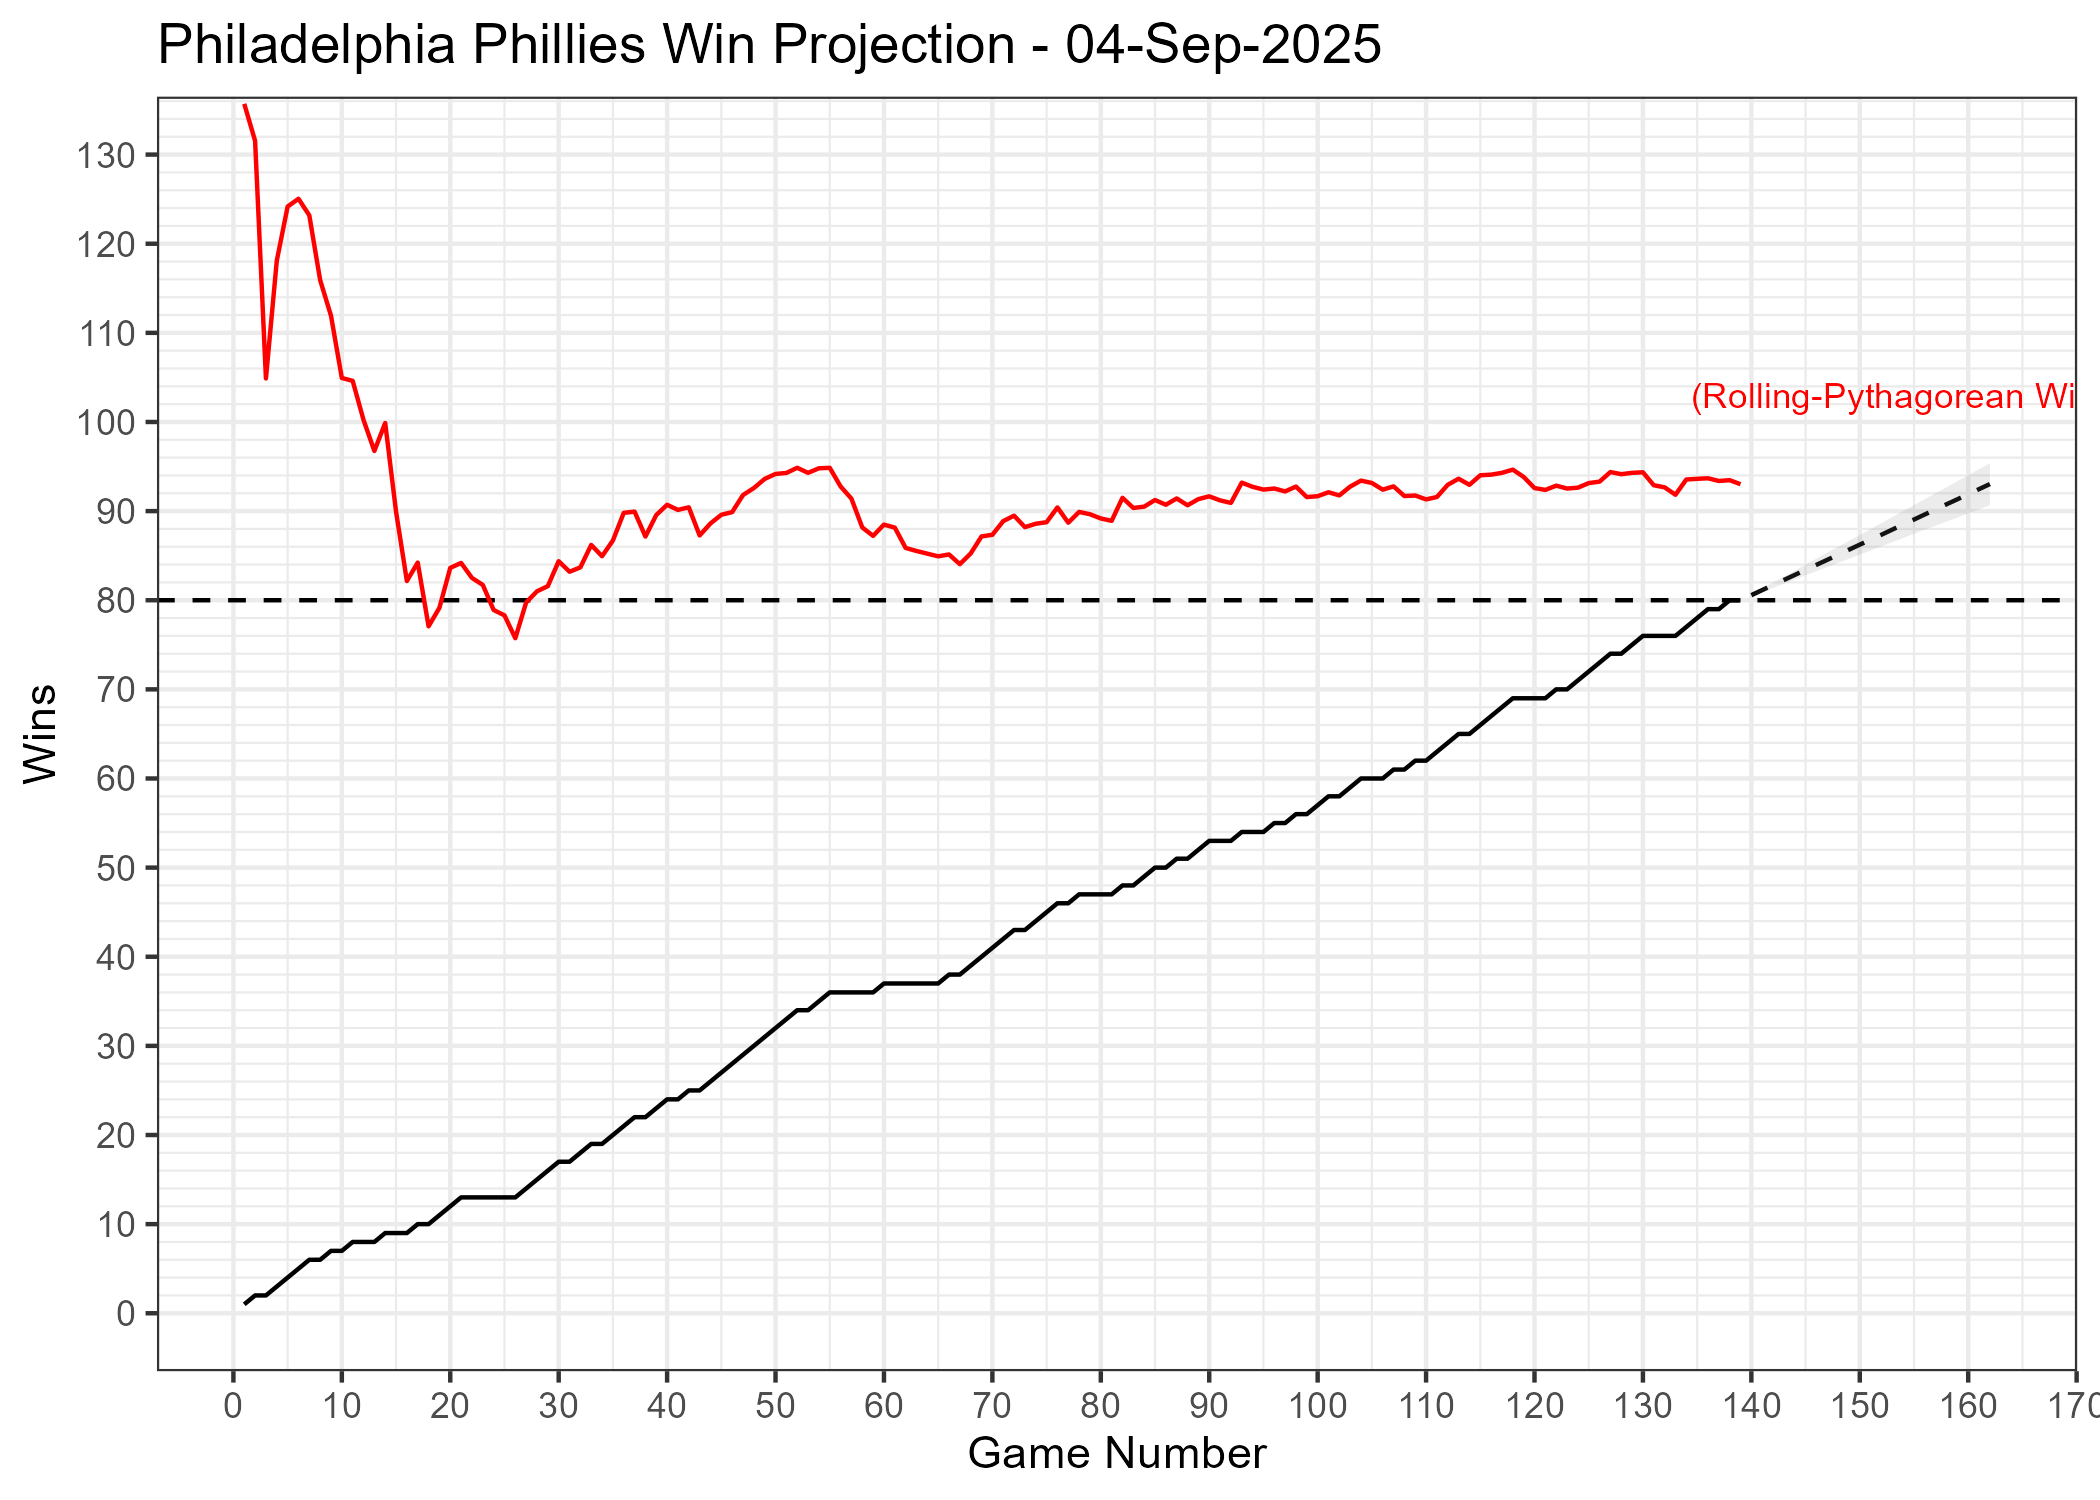 Philadelphia Phillies Win Projection - 04-Sep-2025
130
120
110
(Rolling-Pythagorean Wi
100
90
80
70
Wins
60
50
40
30
20
10
0
0 10 20 30 40 50 60 70 80 90 100 110 120 130 140 150 160 170
Game Number